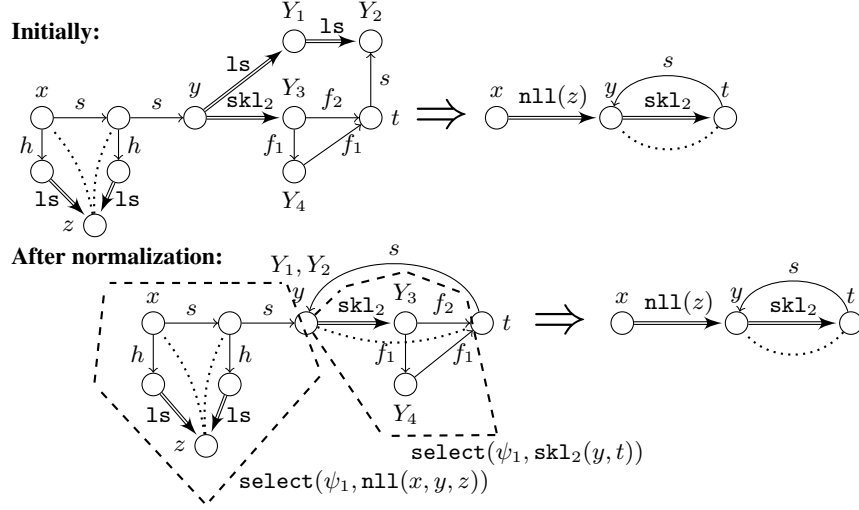 Initially:
Y₁ Y₂
ls
ls
x s s y skl₂ Y₃ f₂ t s
h h f₁ f₁
ls ls Y₄
z
⇒
x nll(z) y skl₂ t s
After normalization:
Y₁, Y₂ s
x s s y skl₂ Y₃ f₂ t
h h f₁ f₁
ls ls Y₄
z
⇒
x nll(z) y skl₂ t s
select(ψ₁, skl₂(y, t))
select(ψ₁, nll(x, y, z))